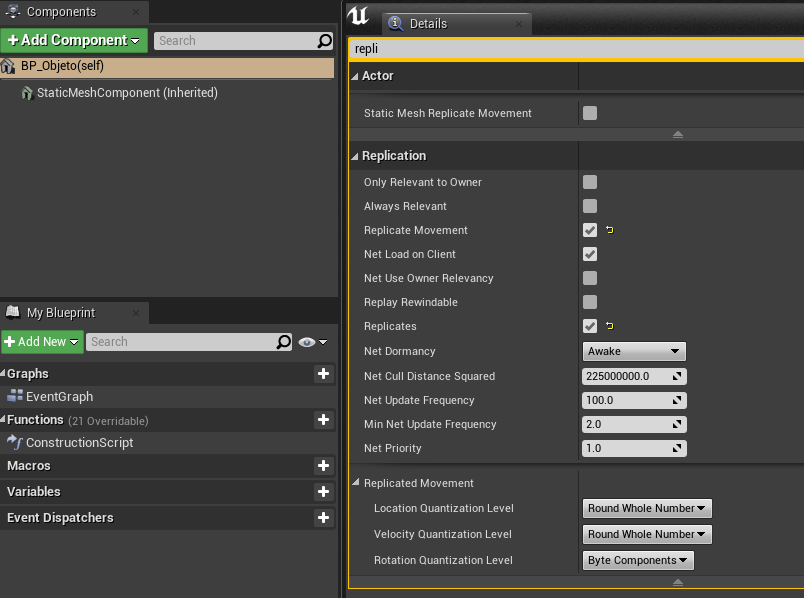 Components
+ Add Component
Search
BP_Objeto(self)
StaticMeshComponent (Inherited)
My Blueprint
+ Add New
Search
Graphs
EventGraph
Functions (21 Overridable)
ConstructionScript
Macros
Variables
Event Dispatchers
Details
repli
Actor
Static Mesh Replicate Movement
Replication
Only Relevant to Owner
Always Relevant
Replicate Movement
Net Load on Client
Net Use Owner Relevancy
Replay Rewindable
Replicates
Net Dormancy Awake
Net Cull Distance Squared 225000000.0
Net Update Frequency 100.0
Min Net Update Frequency 2.0
Net Priority 1.0
Replicated Movement
Location Quantization Level Round Whole Number
Velocity Quantization Level Round Whole Number
Rotation Quantization Level Byte Components